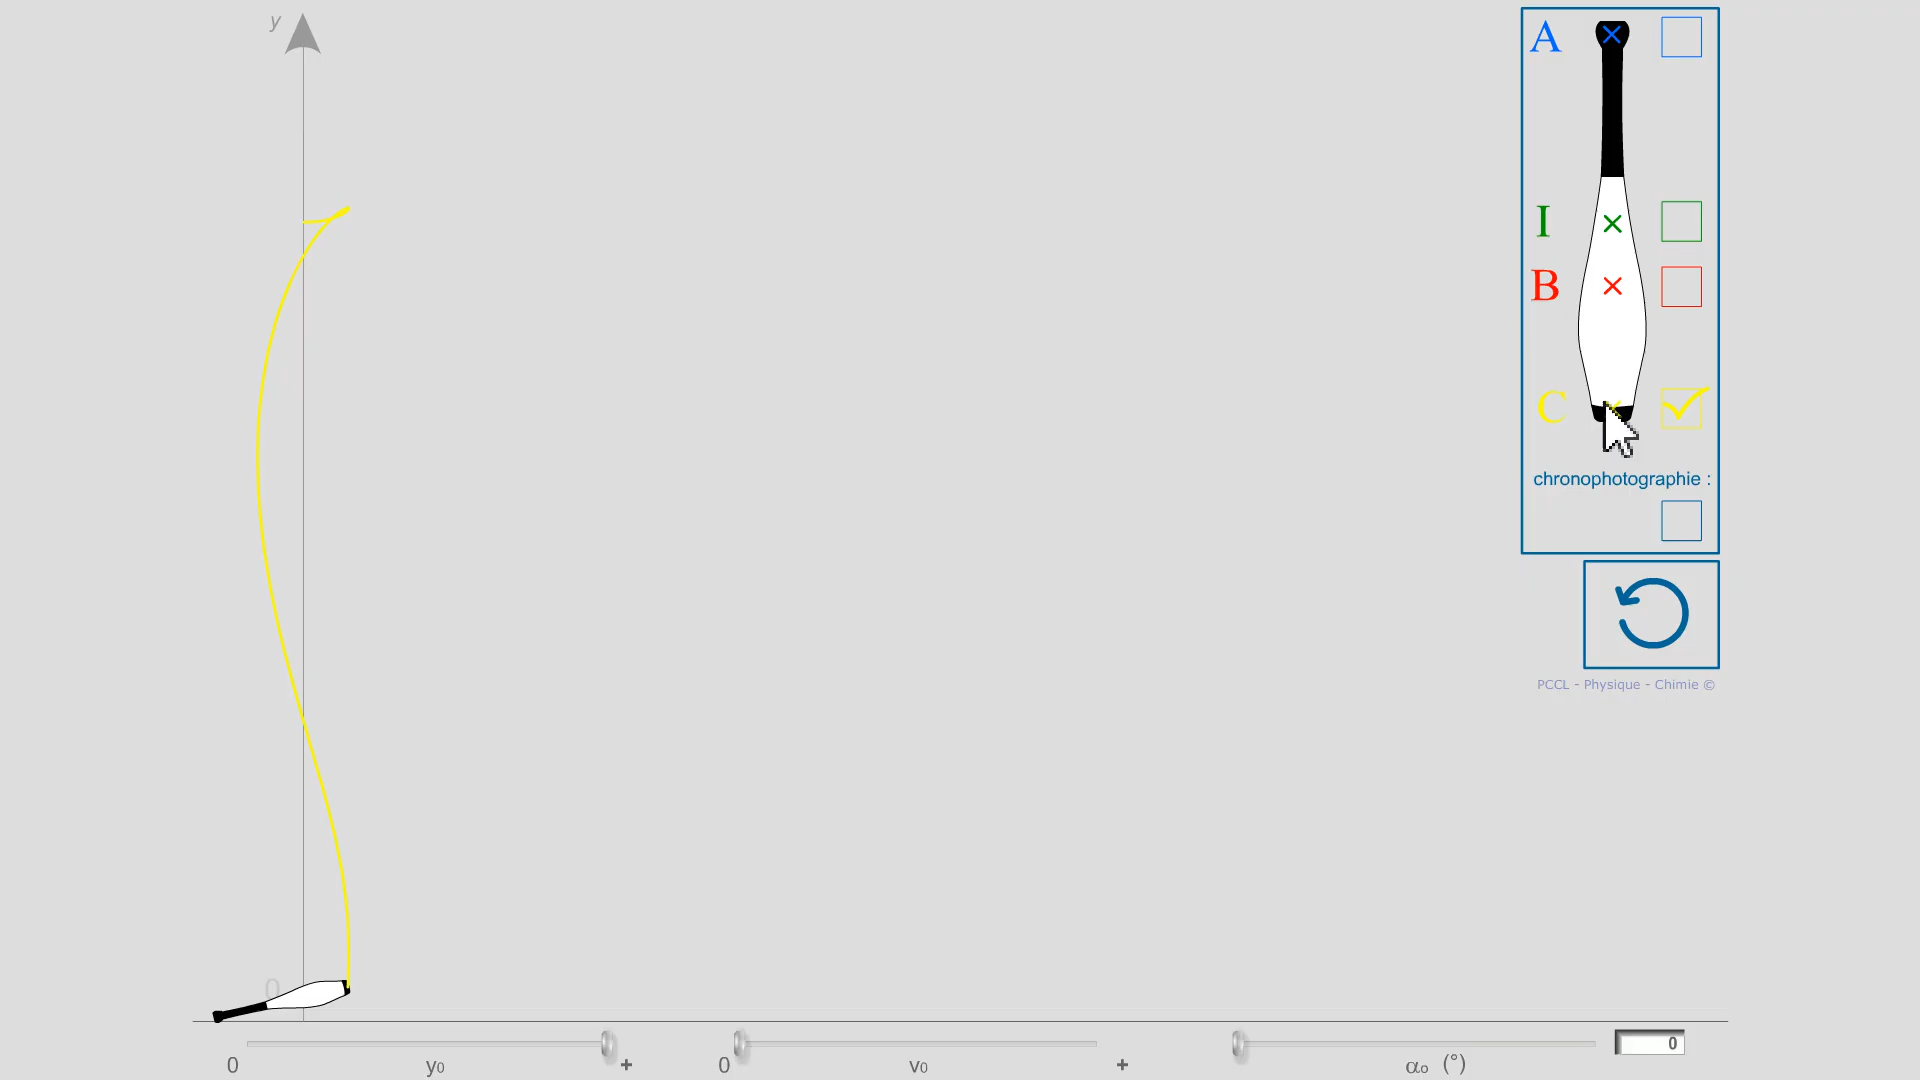 y
A
I
B
C
chronophotographie :
PCCL - Physique - Chimie ©
0
0 y₀ +
0 v₀ +
α₀ (°)
0